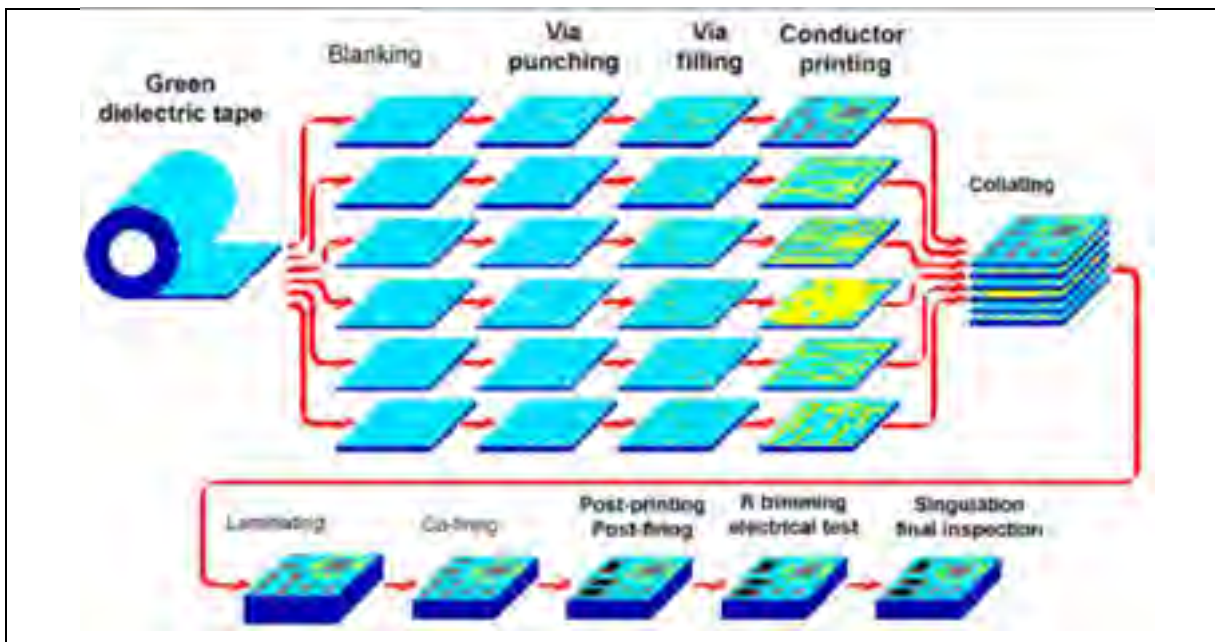 Green
dielectric tape
Blanking
Via
punching
Via
filling
Conductor
printing
Collating
Laminating
Co-firing
Post-printing
Post-firing
R trimming
electrical test
Singulation
final inspection